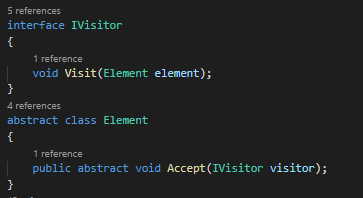 5 references
interface IVisitor
{
1 reference
void Visit(Element element);
}
4 references
abstract class Element
{
1 reference
public abstract void Accept(IVisitor visitor);
}